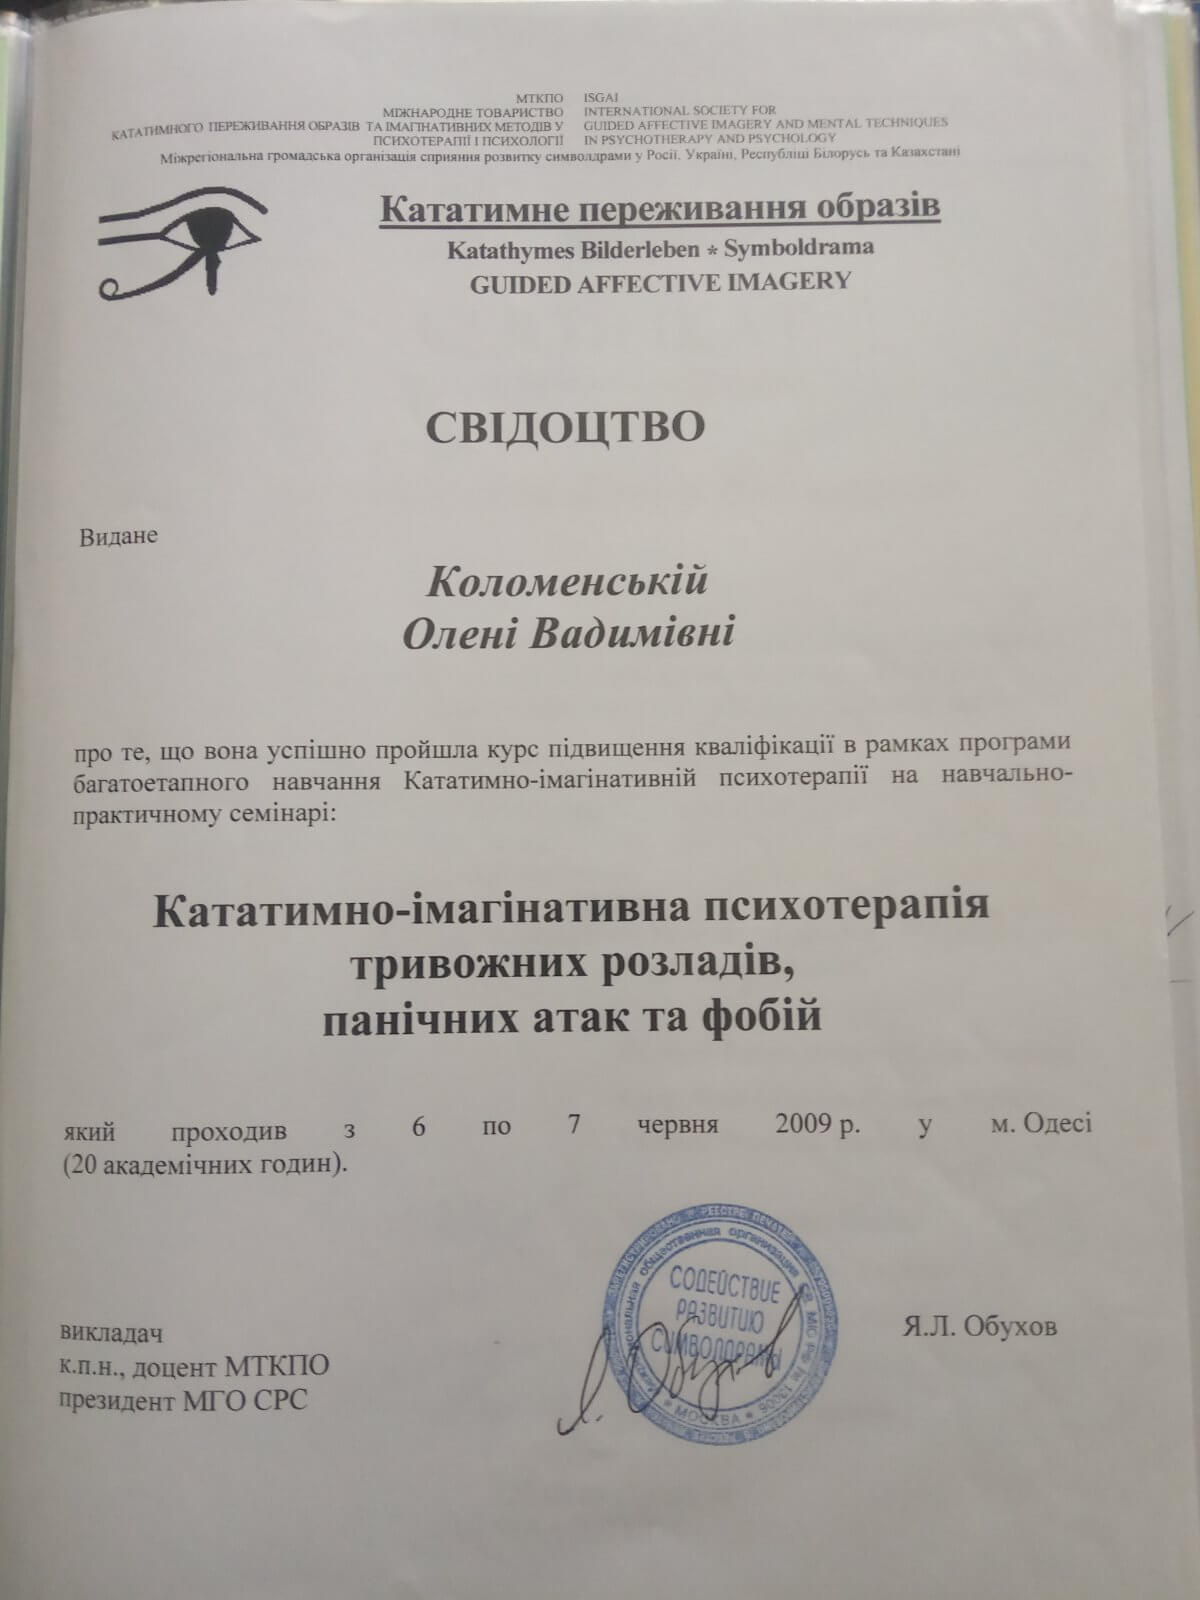 МТКПО ISGAI
МІЖНАРОДНЕ ТОВАРИСТВО INTERNATIONAL SOCIETY FOR
КАТАТИМНОГО ПЕРЕЖИВАННЯ ОБРАЗІВ ТА ІМАГІНАТИВНИХ МЕТОДІВ У GUIDED AFFECTIVE IMAGERY AND MENTAL TECHNIQUES
ПСИХОТЕРАПІЇ І ПСИХОЛОГІЇ IN PSYCHOTHERAPY AND PSYCHOLOGY
Міжрегіональна громадська організація сприяння розвитку символдрами у Росії, Україні, Республіці Білорусь та Казахстані
Кататимне переживання образів
Katathymes Bilderleben * Symboldrama
GUIDED AFFECTIVE IMAGERY
СВІДОЦТВО
Видане
Коломенській
Олені Вадимівні
про те, що вона успішно пройшла курс підвищення кваліфікації в рамках програми
багатоетапного навчання Кататимно-імагінативній психотерапії на навчально-
практичному семінарі:
Кататимно-імагінативна психотерапія
тривожних розладів,
панічних атак та фобій
який проходив з 6 по 7 червня 2009 р. у м. Одесі
(20 академічних годин).
викладач
к.п.н., доцент МТКПО
президент МГО СРС
Я.Л. Обухов
СОДЕЙСТВИЕ
РАЗВИТИЮ
СИМВОЛДРАМЫ
общественная организация
* МОСКВА *